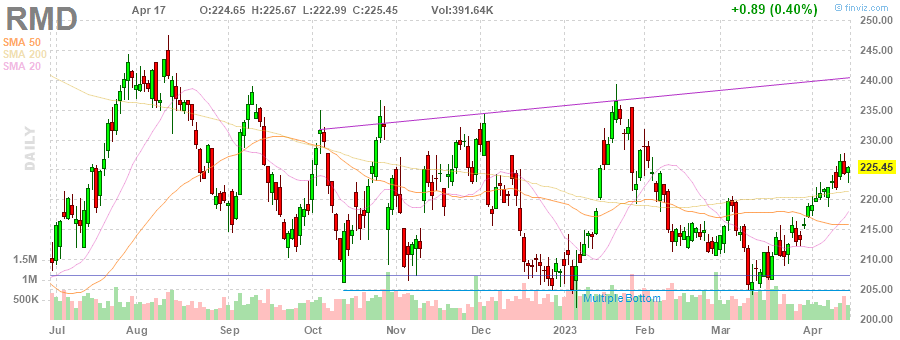 RMD Apr 17 O:224.65 H:225.67 L:222.99 C:225.45 Vol:391.64K +0.89 (0.40%) © finviz.com
SMA 50
SMA 200
SMA 20
DAILY
250.00
245.00
240.00
235.00
230.00
225.45
220.00
215.00
210.00
205.00
200.00
1.5M
1M
500K
Multiple Bottom
Jul Aug Sep Oct Nov Dec 2023 Feb Mar Apr